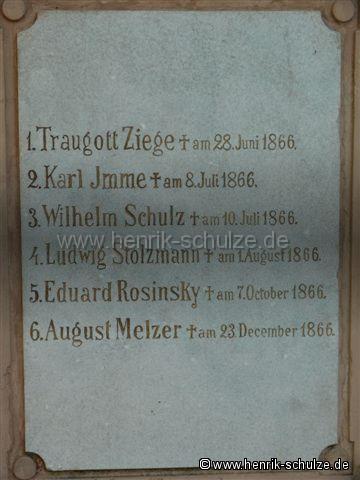 1. Traugott Ziege † am 28. Juni 1866.
2. Karl Jmme † am 8. Juli 1866.
3. Wilhelm Schulz † am 10. Juli 1866.
www.henrik-schulze.de
4. Ludwig Stolzmann † am 1. August 1866.
5. Eduard Rosinsky † am 7. October 1866.
6. August Melzer † am 23. December 1866.
©www.henrik-schulze.de